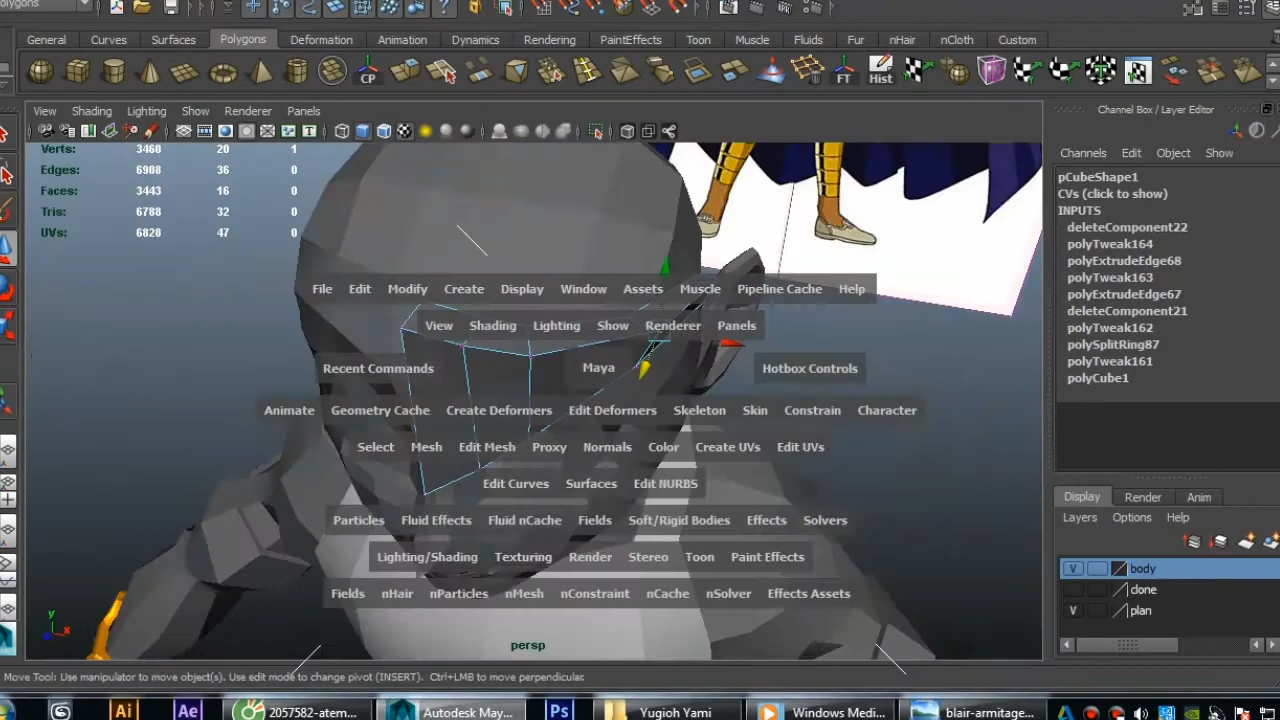 Polygons
General Curves Surfaces Polygons Deformation Animation Dynamics Rendering PaintEffects Toon Muscle Fluids Fur nHair nCloth Custom
CP FT Hist
View Shading Lighting Show Renderer Panels
Channel Box / Layer Editor
Channels Edit Object Show
Verts: 3460 20 1
Edges: 6908 36 0
Faces: 3443 16 0
Tris: 6788 32 0
UVs: 6828 47 0
pCubeShape1
CVs (click to show)
INPUTS
deleteComponent22
polyTweak164
polyExtrudeEdge68
polyTweak163
polyExtrudeEdge67
deleteComponent21
polyTweak162
polySplitRing87
polyTweak161
polyCube1
File Edit Modify Create Display Window Assets Muscle Pipeline Cache Help
View Shading Lighting Show Renderer Panels
Recent Commands Maya Hotbox Controls
Animate Geometry Cache Create Deformers Edit Deformers Skeleton Skin Constrain Character
Select Mesh Edit Mesh Proxy Normals Color Create UVs Edit UVs
Edit Curves Surfaces Edit NURBS
Particles Fluid Effects Fluid nCache Fields Soft/Rigid Bodies Effects Solvers
Lighting/Shading Texturing Render Stereo Toon Paint Effects
Fields nHair nParticles nMesh nConstraint nCache nSolver Effects Assets
Display Render Anim
Layers Options Help
V body
clone
V plan
y
x
persp
Move Tool: Use manipulator to move object(s). Use edit mode to change pivot (INSERT). Ctrl+LMB to move perpendicular.
Ai Ae 2057582-atem... Autodesk May... Ps Yugioh Yami Windows Medi... blair-armitage...